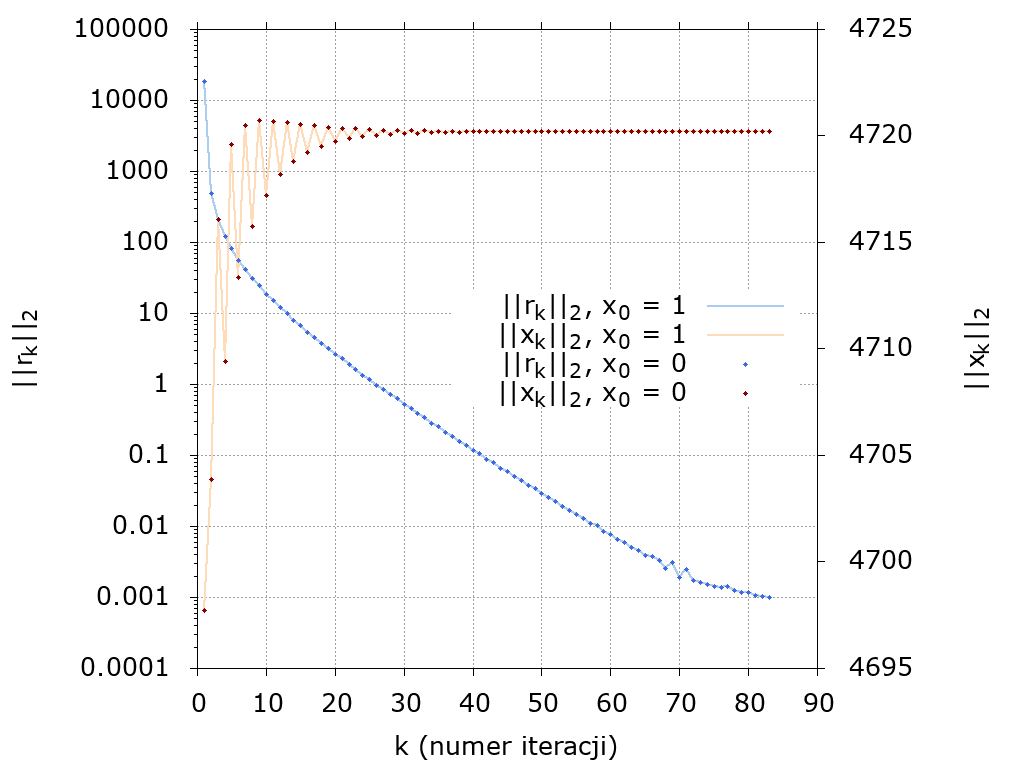 100000
10000
1000
100
10
1
0.1
0.01
0.001
0.0001
||r_k||_2
4725
4720
4715
4710
4705
4700
4695
||x_k||_2
||r_k||_2, x_0 = 1
||x_k||_2, x_0 = 1
||r_k||_2, x_0 = 0
||x_k||_2, x_0 = 0
0 10 20 30 40 50 60 70 80 90
k (numer iteracji)